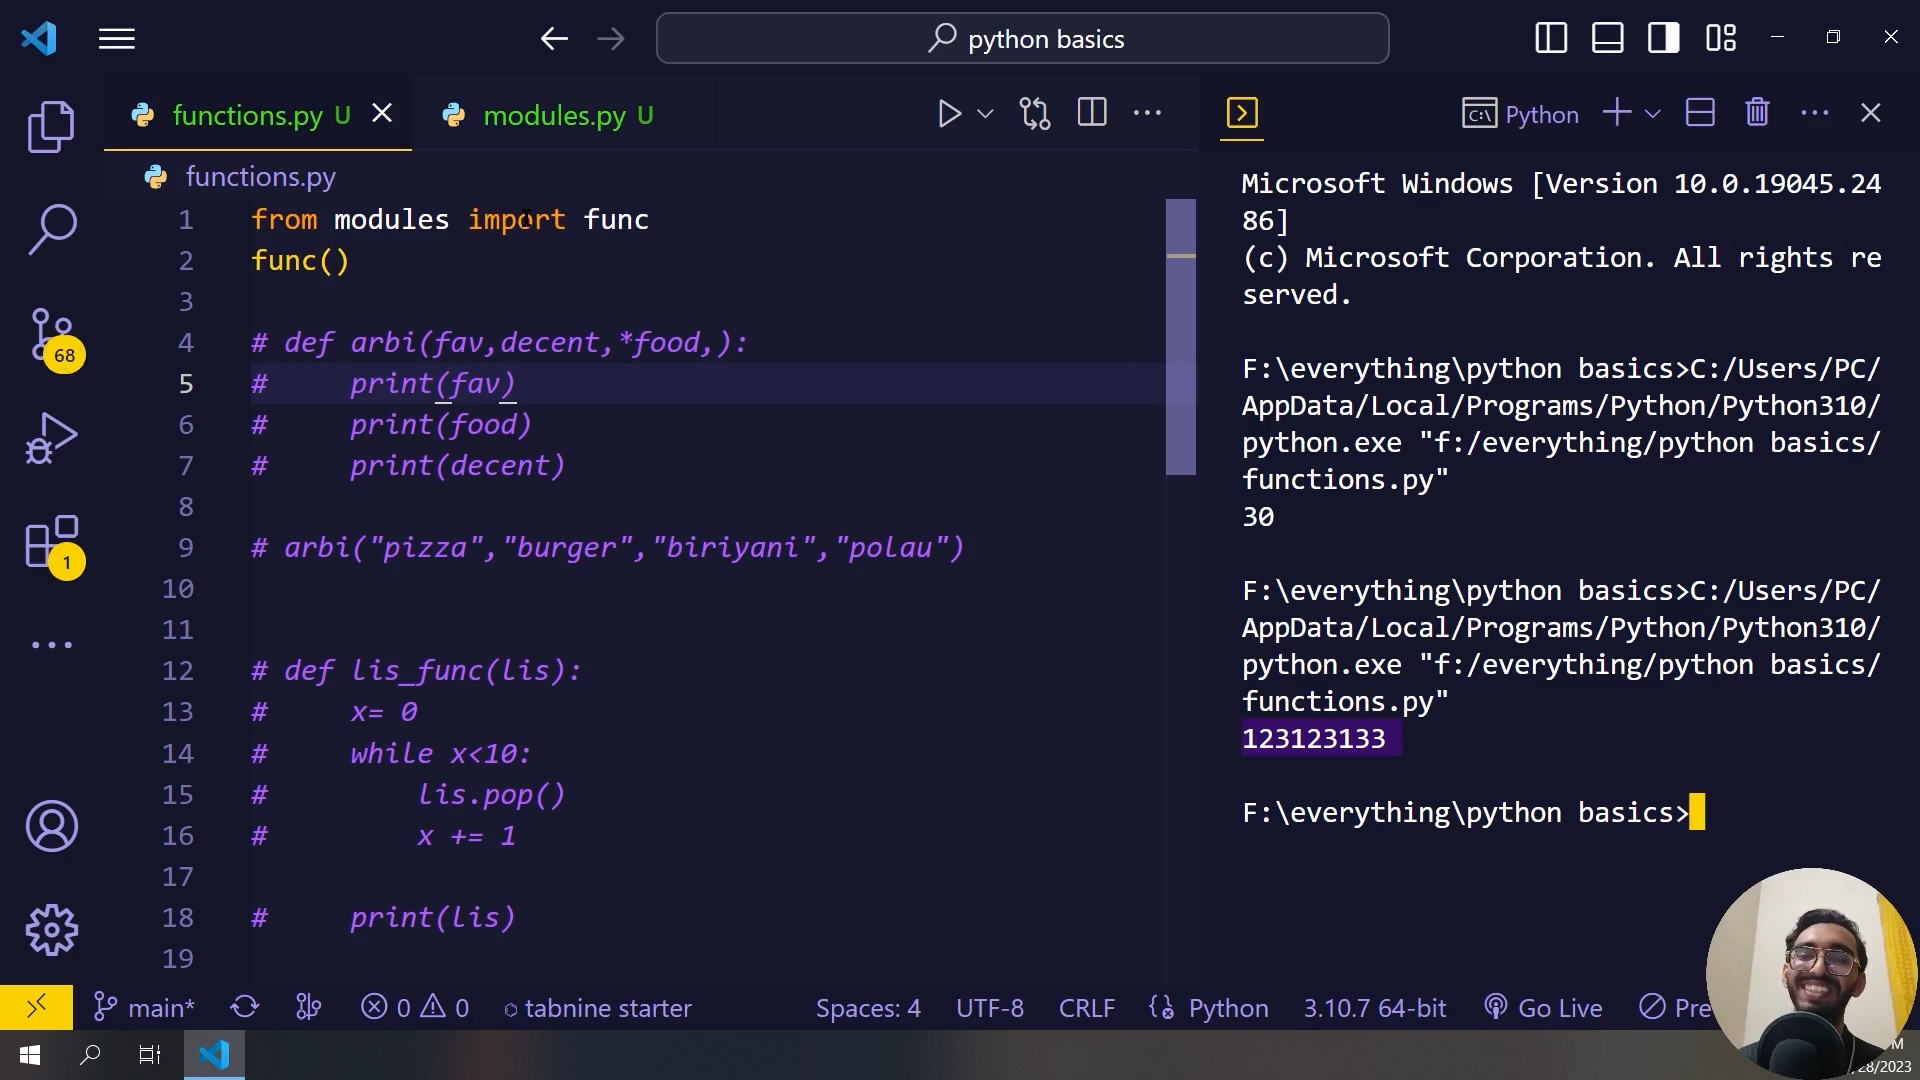 python basics
functions.py U
modules.py U
Python
functions.py
1 from modules import func
2 func()
3
4 # def arbi(fav,decent,*food,):
5 #     print(fav)
6 #     print(food)
7 #     print(decent)
8
9 # arbi("pizza","burger","biriyani","polau")
10
11
12 # def lis_func(lis):
13 #     x= 0
14 #     while x<10:
15 #         lis.pop()
16 #         x += 1
17
18 #     print(lis)
19
68
1
Microsoft Windows [Version 10.0.19045.24
86]
(c) Microsoft Corporation. All rights re
served.
F:\everything\python basics>C:/Users/PC/
AppData/Local/Programs/Python/Python310/
python.exe "f:/everything/python basics/
functions.py"
30
F:\everything\python basics>C:/Users/PC/
AppData/Local/Programs/Python/Python310/
python.exe "f:/everything/python basics/
functions.py"
123123133
F:\everything\python basics>
main* 0 0 tabnine starter Spaces: 4 UTF-8 CRLF Python 3.10.7 64-bit Go Live Pre
M
28/2023